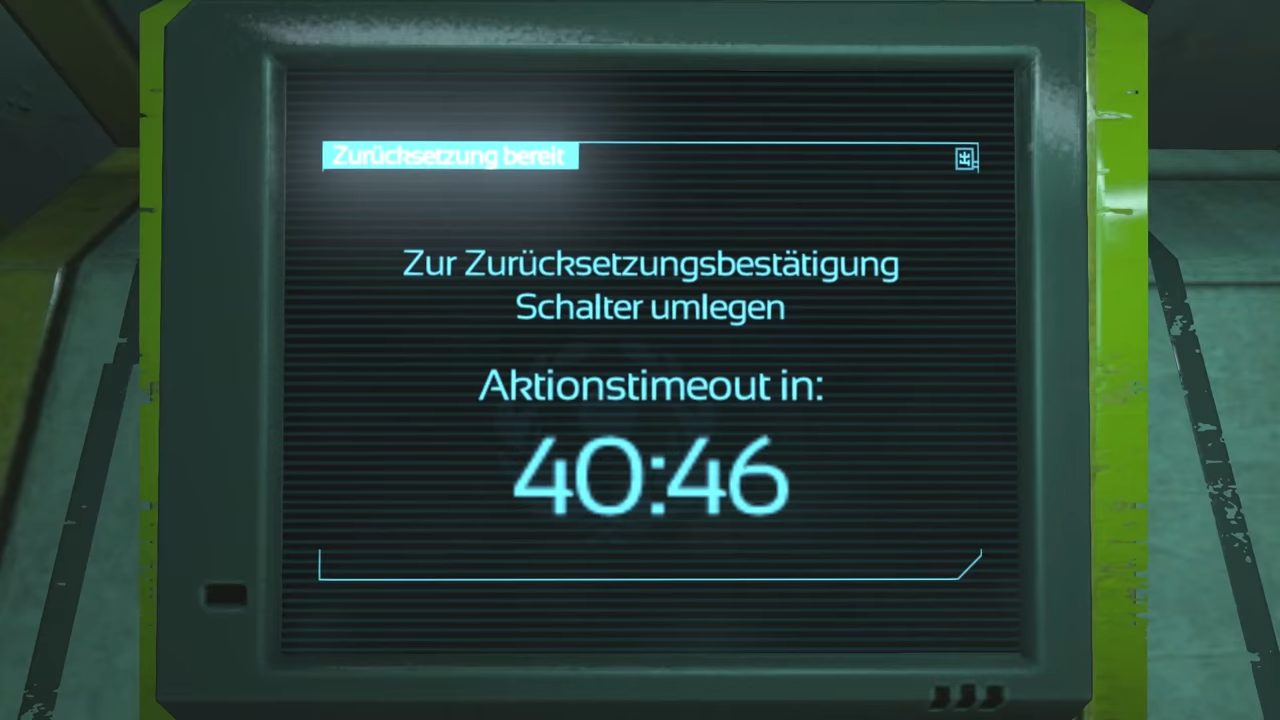 Zurücksetzung bereit
Zur Zurücksetzungsbestätigung
Schalter umlegen
Aktionstimeout in:
40:46